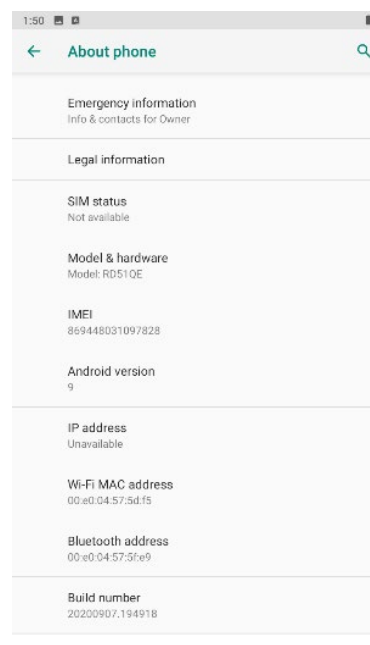 1:50
About phone
Emergency information
Info & contacts for Owner
Legal information
SIM status
Not available
Model & hardware
Model: RD51QE
IMEI
869448031097828
Android version
9
IP address
Unavailable
Wi-Fi MAC address
00:e0:04:57:5d:f5
Bluetooth address
00:e0:04:57:5f:e9
Build number
20200907.194918